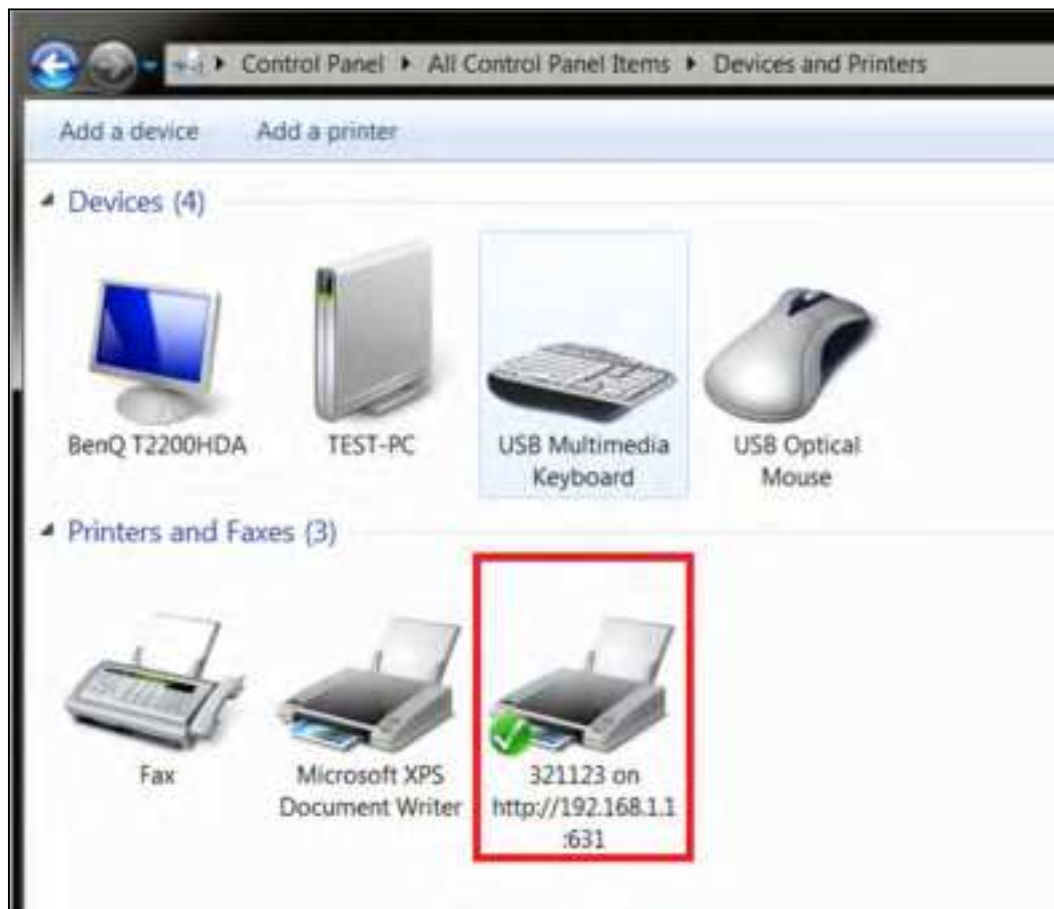 Control Panel ▸ All Control Panel Items ▸ Devices and Printers
Add a device Add a printer
Devices (4)
BenQ T2200HDA TEST-PC USB Multimedia USB Optical
Keyboard Mouse
Printers and Faxes (3)
Fax Microsoft XPS 321123 on
Document Writer http://192.168.1.1
:631